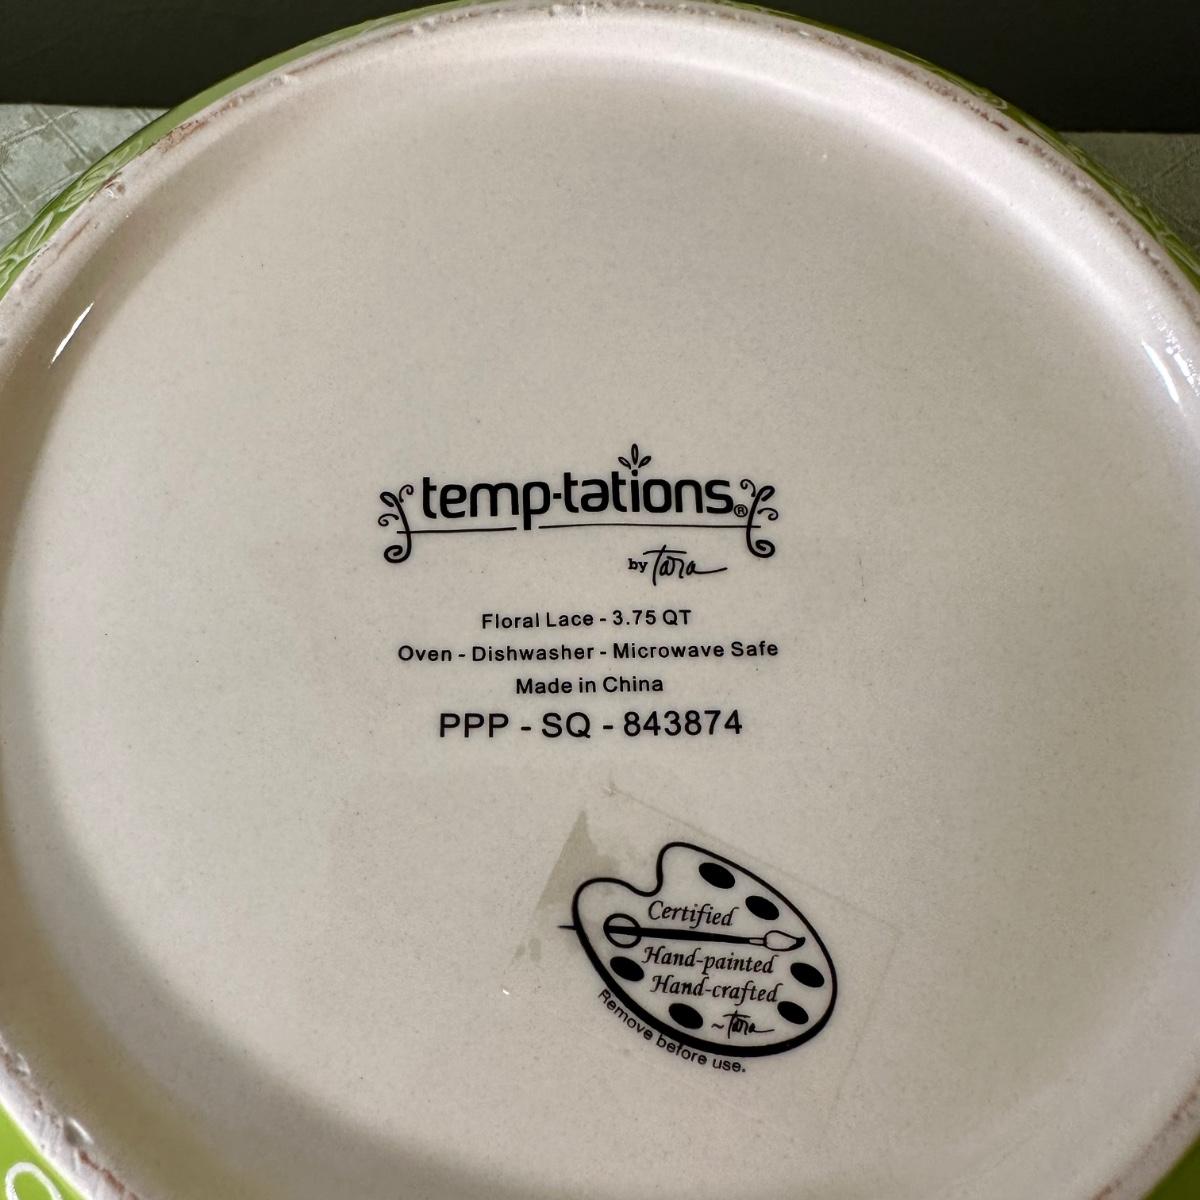 temp-tations®
by Tara
Floral Lace - 3.75 QT
Oven - Dishwasher - Microwave Safe
Made in China
PPP - SQ - 843874
Certified
Hand-painted
Hand-crafted
~Tara
Remove before use.